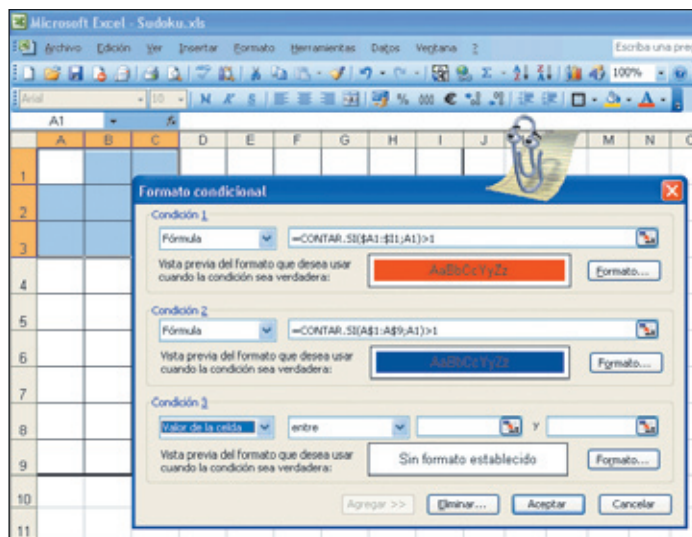 Microsoft Excel - Sudoku.xls
Archivo Edición Ver Insertar Formato Herramientas Datos Ventana ? Escriba una pre
100%
Arial 10 N K S % 000 €
A1 fx
A B C D E F G H I J M N
1
2
3
4
5
6
7
8
9
10
11
Formato condicional
Condición 1
Fórmula =CONTAR.SI($A1:$I1;A1)>1
Vista previa del formato que desea usar
cuando la condición sea verdadera:
AaBbCcYyZz
Formato...
Condición 2
Fórmula =CONTAR.SI(A$1:A$9;A1)>1
Vista previa del formato que desea usar
cuando la condición sea verdadera:
AaBbCcYyZz
Formato...
Condición 3
Valor de la celda entre y
Vista previa del formato que desea usar
cuando la condición sea verdadera:
Sin formato establecido
Formato...
Agregar >> Eliminar... Aceptar Cancelar